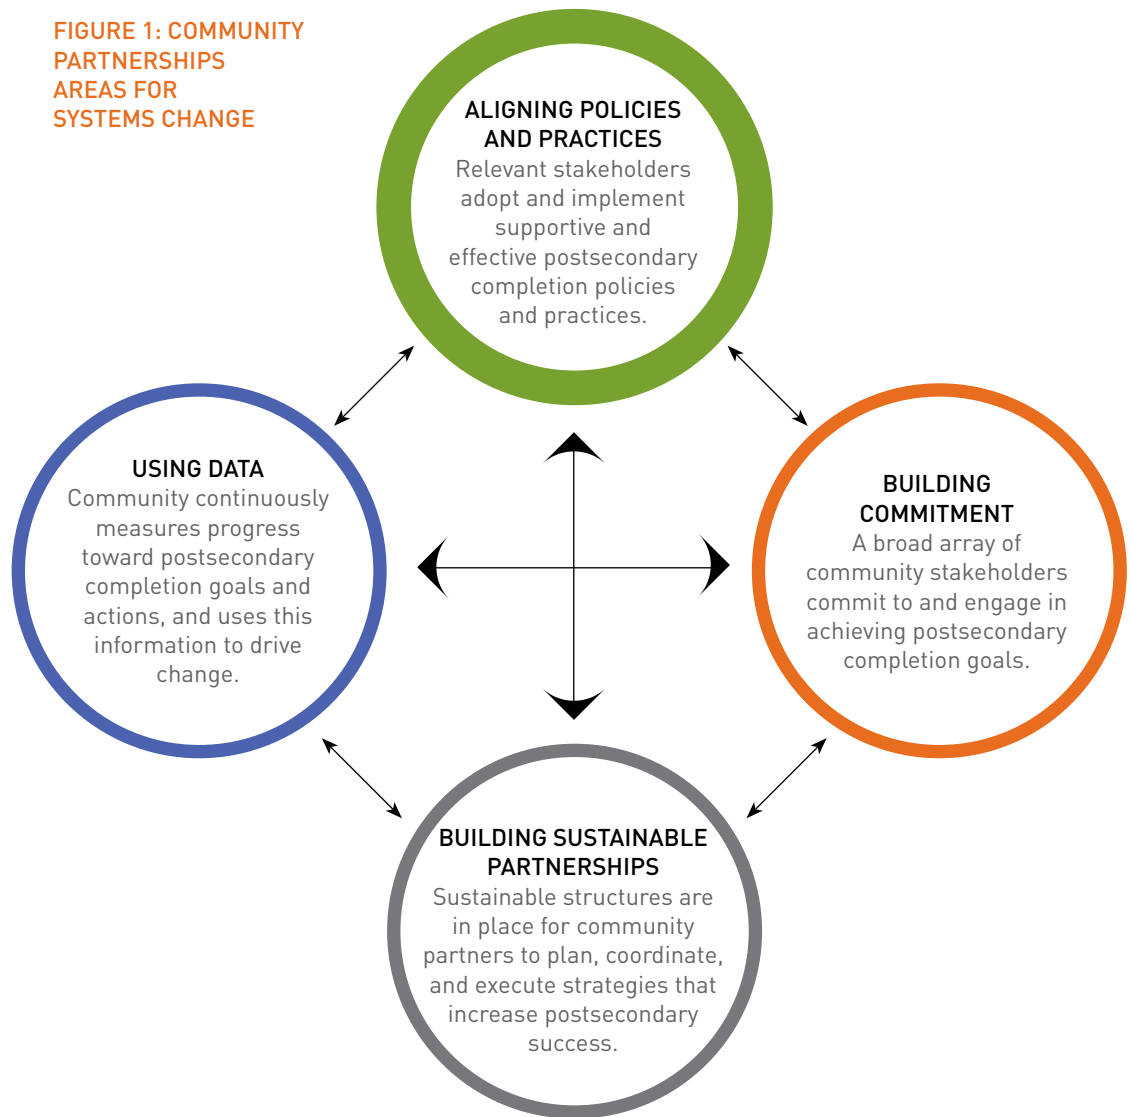 FIGURE 1: COMMUNITY
PARTNERSHIPS
AREAS FOR
SYSTEMS CHANGE
ALIGNING POLICIES
AND PRACTICES
Relevant stakeholders
adopt and implement
supportive and
effective postsecondary
completion policies
and practices.
USING DATA
Community continuously
measures progress
toward postsecondary
completion goals and
actions, and uses this
information to drive
change.
BUILDING
COMMITMENT
A broad array of
community stakeholders
commit to and engage in
achieving postsecondary
completion goals.
BUILDING SUSTAINABLE
PARTNERSHIPS
Sustainable structures are
in place for community
partners to plan, coordinate,
and execute strategies that
increase postsecondary
success.